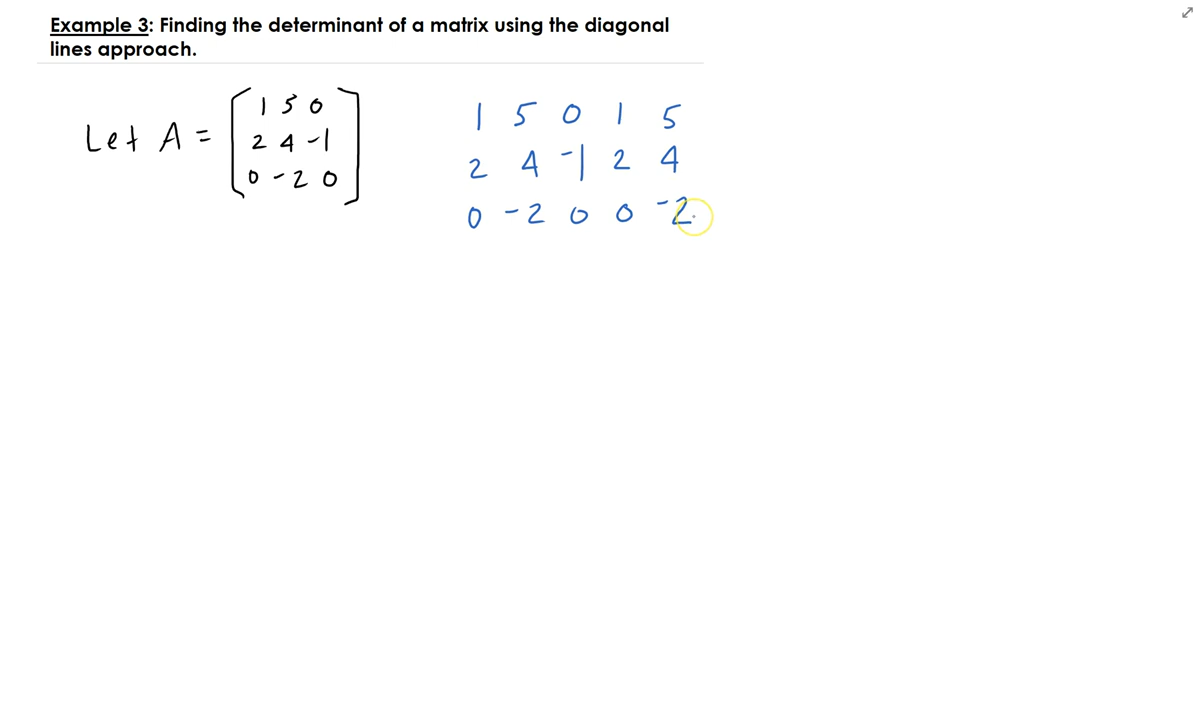 Example 3: Finding the determinant of a matrix using the diagonal
lines approach.
Let A =
1 5 0
2 4 -1
0 -2 0
1 5 0 1 5
2 4 -1 2 4
0 -2 0 0 -2